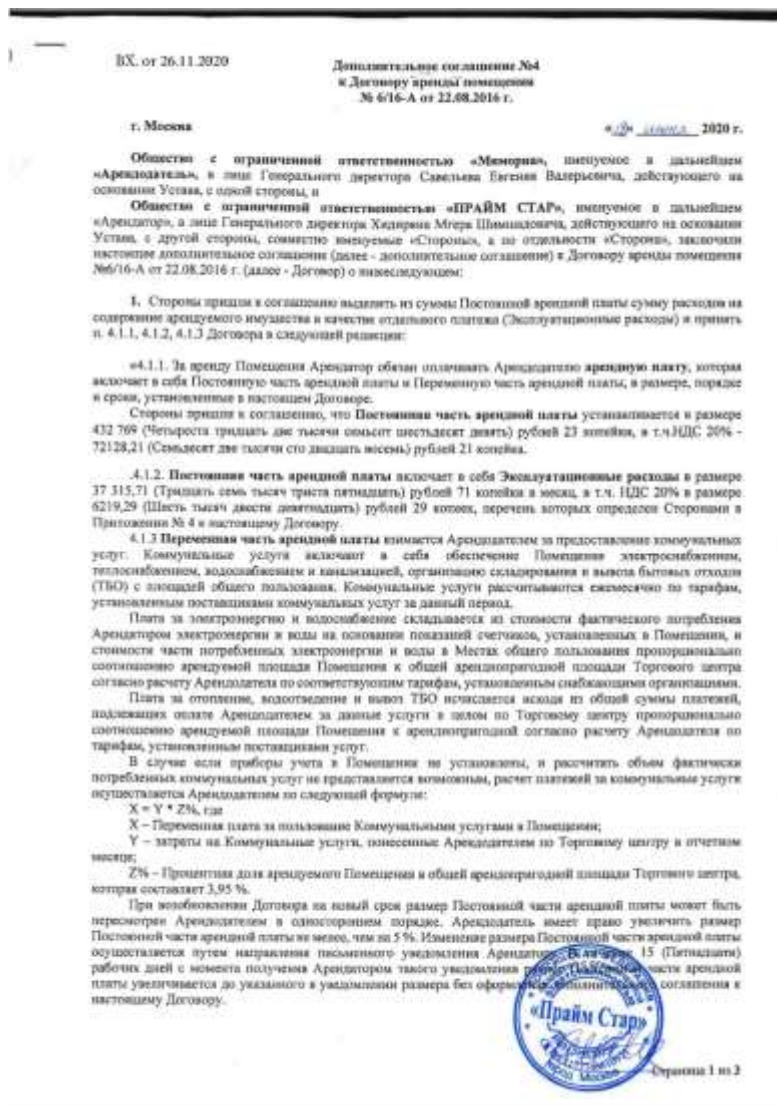 ВХ. от 26.11.2020
Дополнительное соглашение №4
к Договору аренды помещения
№ 6/16-А от 22.08.2016 г.
г. Москва
2020 г.
Общество с ограниченной ответственностью «Мемориа», именуемое в дальнейшем
«Арендодатель», в лице Генерального директора Савельева Евгения Валерьевича, действующего на
основании Устава, с одной стороны, и
Общество с ограниченной ответственностью «ПРАЙМ СТАР», именуемое в дальнейшем
«Арендатор», в лице Генерального директора Хидиряна Мгера Шимшадовича, действующего на основании
Устава, с другой стороны, совместно именуемые «Стороны», а по отдельности «Сторона», заключили
настоящее дополнительное соглашение (далее - дополнительное соглашение) к Договору аренды помещения
№6/16-А от 22.08.2016 г. (далее - Договор) о нижеследующем:
1. Стороны пришли к соглашению выделить из суммы Постоянной арендной платы сумму расходов на
содержание арендуемого имущества в качестве отдельного платежа (Эксплуатационные расходы) и принять
п. 4.1.1, 4.1.2, 4.1.3 Договора в следующей редакции:
«4.1.1. За аренду Помещения Арендатор обязан оплачивать Арендодателю арендную плату, которая
включает в себя Постоянную часть арендной платы и Переменную часть арендной платы, в размере, порядке
и сроки, установленные в настоящем Договоре.
Стороны пришли к соглашению, что Постоянная часть арендной платы устанавливается в размере
432 769 (Четыреста тридцать две тысячи семьсот шестьдесят девять) рублей 23 копейки, в т.ч.НДС 20% -
72128,21 (Семьдесят две тысячи сто двадцать восемь) рублей 21 копейка.
.4.1.2. Постоянная часть арендной платы включает в себя Эксплуатационные расходы в размере
37 315,71 (Тридцать семь тысяч триста пятнадцать) рублей 71 копейка в месяц, в т.ч. НДС 20% в размере
6219,29 (Шесть тысяч двести девятнадцать) рублей 29 копеек, перечень которых определен Сторонами в
Приложении № 4 к настоящему Договору.
4.1.3 Переменная часть арендной платы взимается Арендодателем за предоставление коммунальных
услуг. Коммунальные услуги включают в себя обеспечение Помещения электроснабжением,
теплоснабжением, водоснабжением и канализацией, организацию складирования и вывоза бытовых отходов
(ТБО) с площадей общего пользования. Коммунальные услуги рассчитываются ежемесячно по тарифам,
установленным поставщиками коммунальных услуг за данный период.
Плата за электроэнергию и водоснабжение складывается из стоимости фактического потребления
Арендатором электроэнергии и воды на основании показаний счетчиков, установленных в Помещении, и
стоимости части потребленных электроэнергии и воды в Местах общего пользования пропорционально
соотношению арендуемой площади Помещения к общей арендопригодной площади Торгового центра
согласно расчету Арендодателя по соответствующим тарифам, установленным снабжающими организациями.
Плата за отопление, водоотведение и вывоз ТБО исчисляется исходя из общей суммы платежей,
подлежащих оплате Арендодателем за данные услуги в целом по Торговому центру пропорционально
соотношению арендуемой площади Помещения к арендопригодной согласно расчету Арендодателя по
тарифам, установленным поставщиками услуг.
В случае если приборы учета в Помещении не установлены, и рассчитать объем фактически
потребленных коммунальных услуг не представляется возможным, расчет платежей за коммунальные услуги
осуществляется Арендодателем по следующей формуле:
X = Y * Z%, где
X – Переменная плата за пользование Коммунальными услугами в Помещении;
Y – затраты на Коммунальные услуги, понесенные Арендодателем по Торговому центру в отчетном
месяце;
Z% – Процентная доля арендуемого Помещения в общей арендопригодной площади Торгового центра,
которая составляет 3,95 %.
При возобновлении Договора на новый срок размер Постоянной части арендной платы может быть
пересмотрен Арендодателем в одностороннем порядке. Арендодатель имеет право увеличить размер
Постоянной части арендной платы не менее, чем на 5 %. Изменение размера Постоянной части арендной платы
осуществляется путем направления письменного уведомления Арендатору. 15 (Пятнадцати)
рабочих дней с момента получения Арендатором такого уведомления части арендной
платы увеличивается до указанного в уведомлении размера без соглашения к
настоящему Договору.
«Прайм Стар»
город Москва
Страница 1 из 2